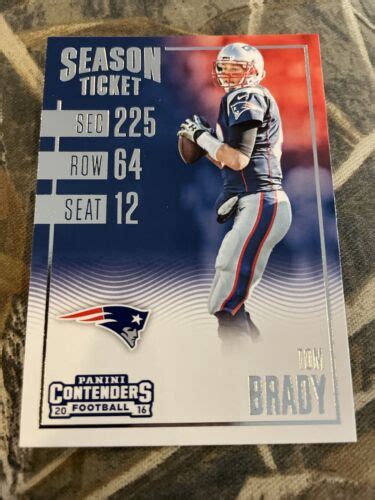 SEASON
TICKET
SEC 225
ROW 64
SEAT 12
TOM
BRADY
PANINI
CONTENDERS
20 FOOTBALL 16